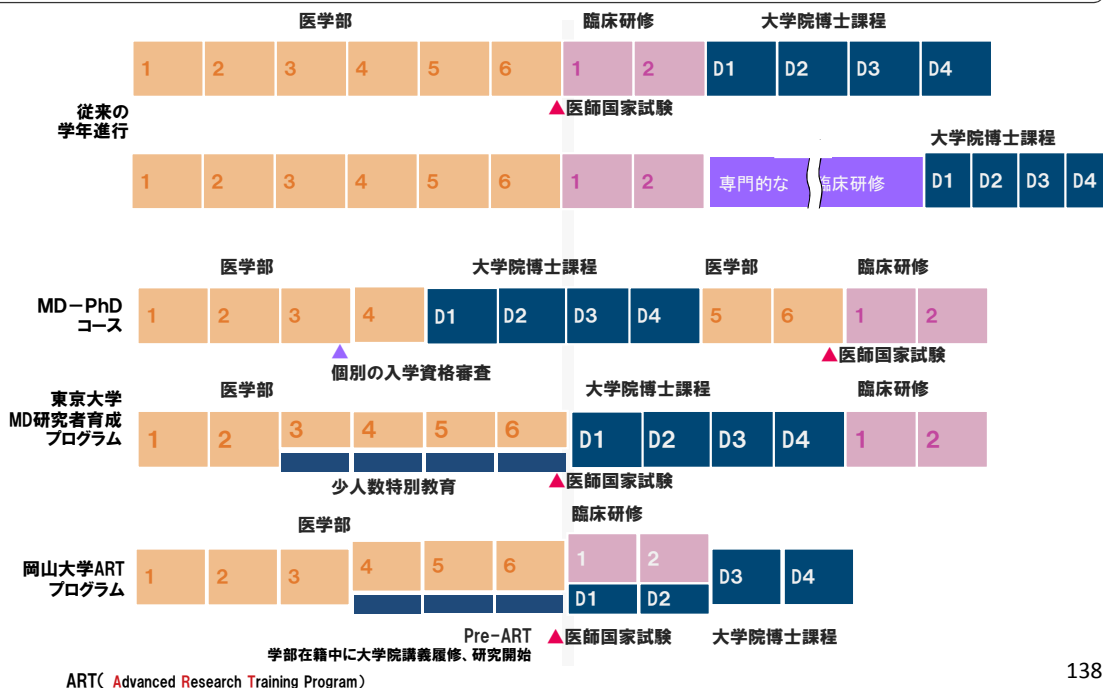 医学部 臨床研修 大学院博士課程
1 2 3 4 5 6 1 2 D1 D2 D3 D4
▲医師国家試験
従来の
学年進行
大学院博士課程
1 2 3 4 5 6 1 2 専門的な 臨床研修 D1 D2 D3 D4
医学部 大学院博士課程 医学部 臨床研修
MD-PhD
コース
1 2 3 4 D1 D2 D3 D4 5 6 1 2
▲医師国家試験
個別の入学資格審査
東京大学
MD研究者育成
プログラム
医学部 大学院博士課程 臨床研修
1 2 3 4 5 6 D1 D2 D3 D4 1 2
少人数特別教育
▲医師国家試験
医学部 臨床研修
岡山大学ART
プログラム
1 2 3 4 5 6 1 2 D3 D4
D1 D2
Pre-ART ▲医師国家試験 大学院博士課程
学部在籍中に大学院講義履修、研究開始
ART( Advanced Research Training Program)
138